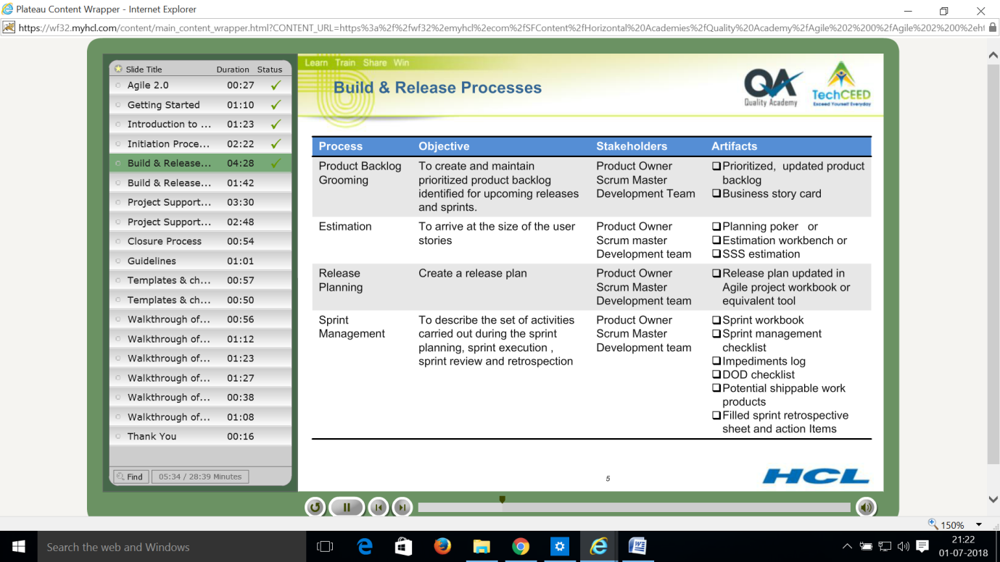 Plateau Content Wrapper - Internet Explorer
https://wf32.myhcl.com/content/main_content_wrapper.html?CONTENT_URL=https%3a%2f%2fwf32%2emyhcl%2ecom%2fSFContent%2fHorizontal%20Academies%2fQuality%20Academy%2fAgile%202%200%2fAgile%202%200%2eht
Slide Title Duration Status
Agile 2.0 00:27
Getting Started 01:10
Introduction to ... 01:23
Initiation Proce... 02:22
Build & Release... 04:28
Build & Release... 01:42
Project Support... 03:30
Project Support... 02:48
Closure Process 00:54
Guidelines 01:01
Templates & ch... 00:57
Templates & ch... 00:50
Walkthrough of... 00:56
Walkthrough of... 01:12
Walkthrough of... 01:23
Walkthrough of... 01:27
Walkthrough of... 00:38
Walkthrough of... 01:08
Thank You 00:16
Find 05:34 / 28:39 Minutes
Learn Train Share Win
Build & Release Processes
QA
Quality Academy
TechCEED
Exceed Yourself Everyday
Process Objective Stakeholders Artifacts
Product Backlog To create and maintain Product Owner Prioritized, updated product
Grooming prioritized product backlog Scrum Master backlog
identified for upcoming releases Development Team Business story card
and sprints.
Estimation To arrive at the size of the user Product Owner Planning poker or
stories Scrum master Estimation workbench or
Development team SSS estimation
Release Create a release plan Product Owner Release plan updated in
Planning Scrum Master Agile project workbook or
Development team equivalent tool
Sprint To describe the set of activities Product Owner Sprint workbook
Management carried out during the sprint Scrum Master Sprint management
planning, sprint execution , Development team checklist
sprint review and retrospection Impediments log
DOD checklist
Potential shippable work
products
Filled sprint retrospective
sheet and action Items
5
HCL
150%
Search the web and Windows
21:22
01-07-2018